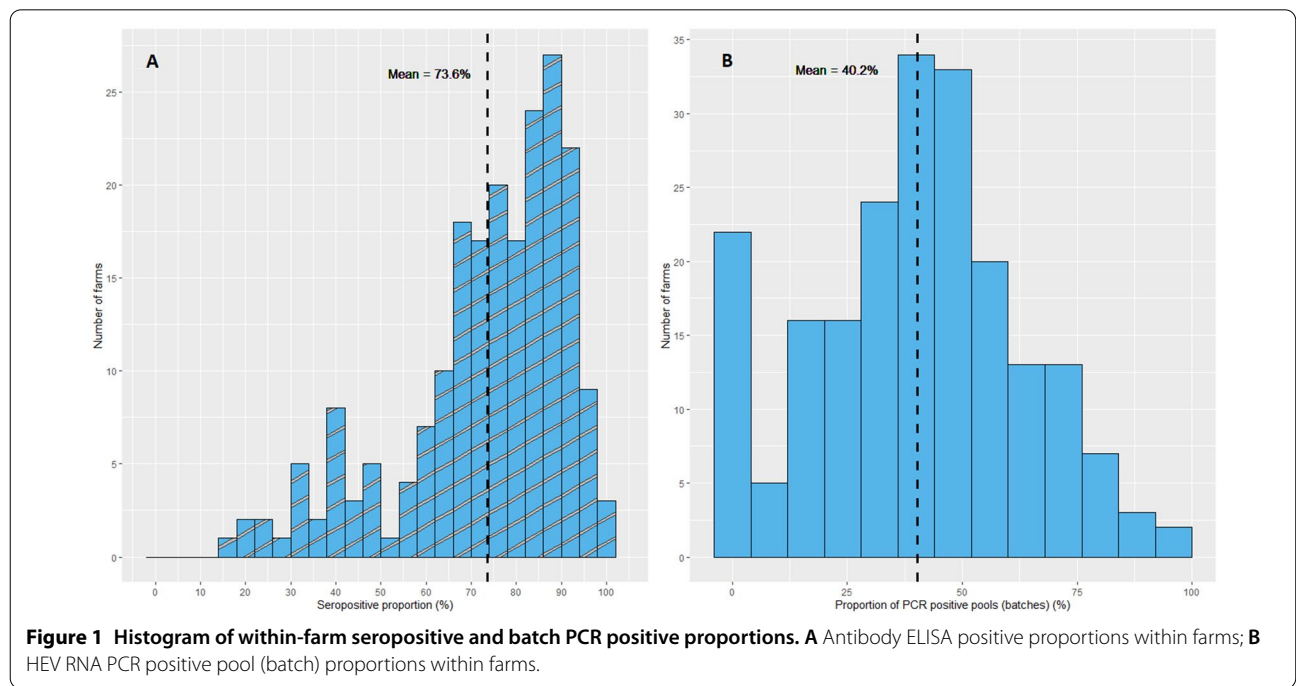 A
Mean = 73.6%
Number of farms
25
20
15
10
5
0
0 10 20 30 40 50 60 70 80 90 100
Seropositive proportion (%)
B
Mean = 40.2%
Number of farms
35
30
25
20
15
10
5
0
0 25 50 75 100
Proportion of PCR positive pools (batches) (%)
Figure 1 Histogram of within-farm seropositive and batch PCR positive proportions. A Antibody ELISA positive proportions within farms; B
HEV RNA PCR positive pool (batch) proportions within farms.